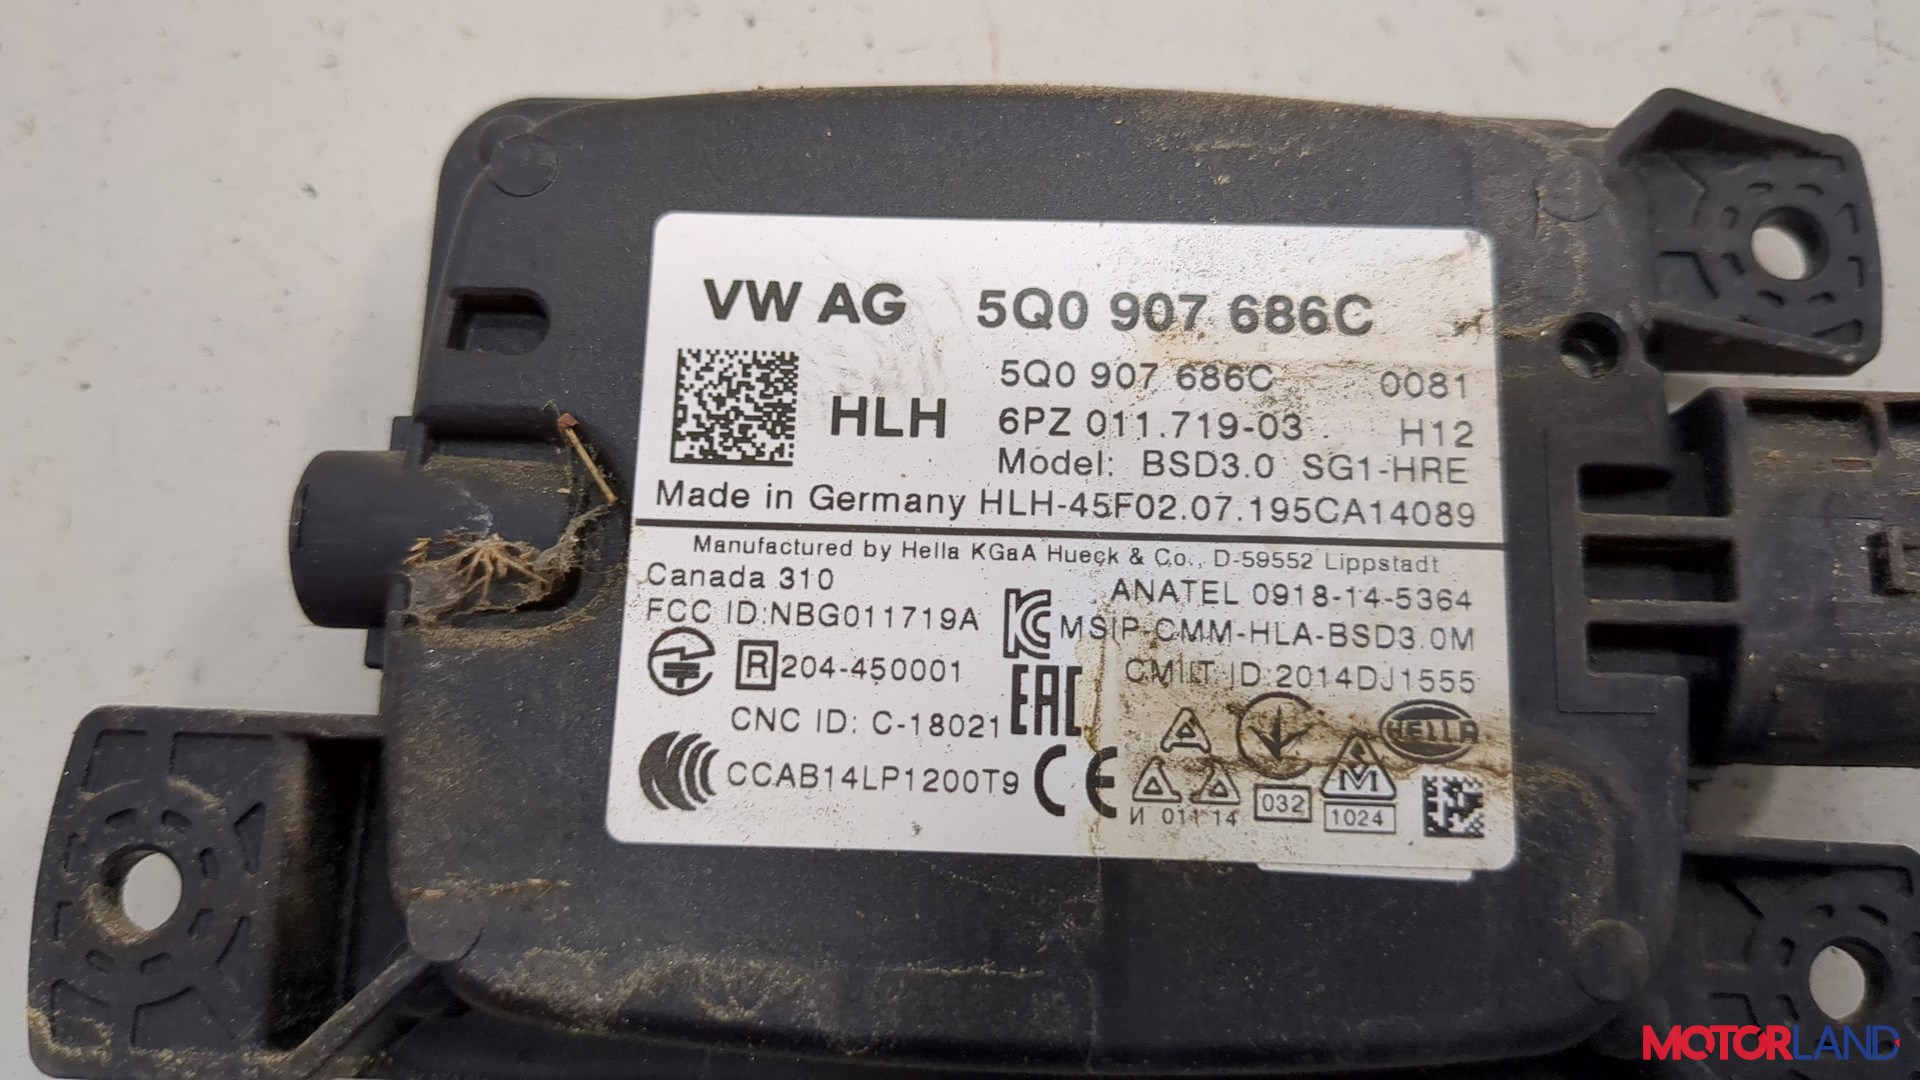 VW AG 5Q0 907 686C
5Q0 907 686C 0081
HLH 6PZ 011.719-03 H12
Model: BSD3.0 SG1-HRE
Made in Germany HLH-45F02.07.195CA14089
Manufactured by Hella KGaA Hueck & Co., D-59552 Lippstadt
Canada 310
ANATEL 0918-14-5364
FCC ID:NBG011719A
MSIP-CMM-HLA-BSD3.0M
R 204-450001
CMIIT ID:2014DJ1555
CNC ID: C-18021
EAC
HELLA
CCAB14LP1200T9
CE
M
И 011 14
032
1024
MOTORLAND